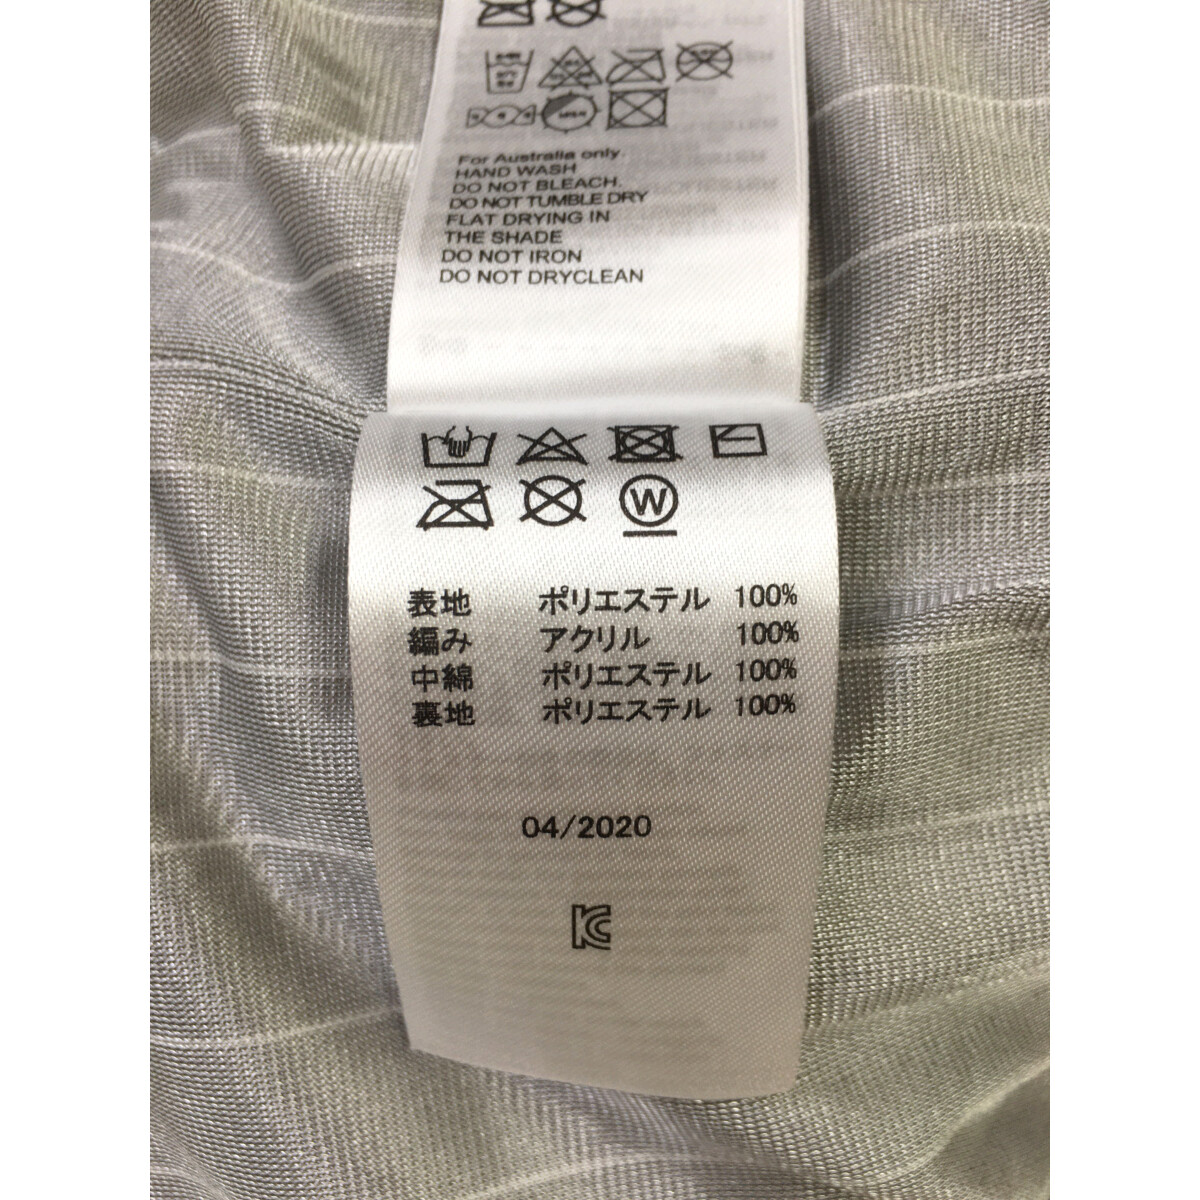 For Australia only.
HAND WASH
DO NOT BLEACH.
DO NOT TUMBLE DRY
FLAT DRYING IN
THE SHADE
DO NOT IRON
DO NOT DRYCLEAN
W
表地 ポリエステル 100%
編み アクリル 100%
中綿 ポリエステル 100%
裏地 ポリエステル 100%
04/2020
KC